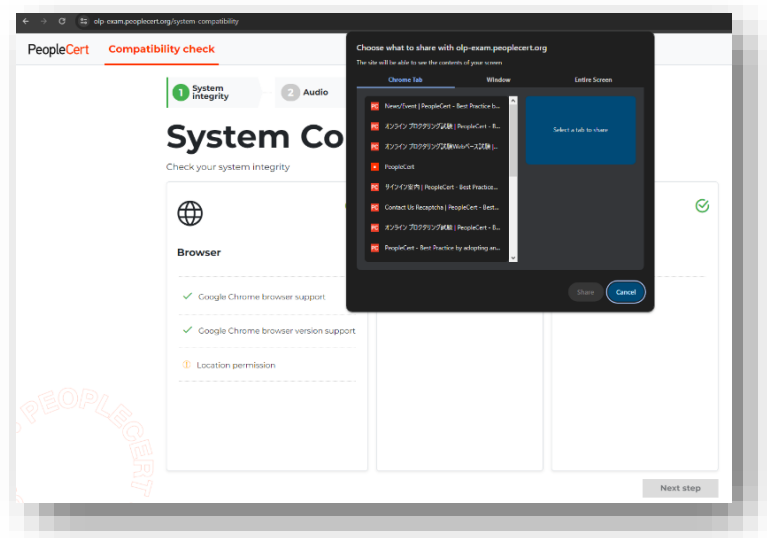 olp-exam.peoplecert.org/system-compatibility
PeopleCert
Compatibility check
1 System integrity
2 Audio
System Co
Check your system integrity
Browser
Google Chrome browser support
Google Chrome browser version support
Location permission
Next step
Choose what to share with olp-exam.peoplecert.org
The site will be able to see the contents of your screen
Chrome Tab
Window
Entire Screen
PC News/Event | PeopleCert - Best Practice b...
PC オンライン プロクタリング試験 | PeopleCert - B...
PC オンライン プロクタリング試験Webベース試験 |...
PeopleCert
PC サインイン案内 | PeopleCert - Best Practice...
PC Contact Us Recaptcha | PeopleCert - Best...
PC オンライン プロクタリング試験 | PeopleCert - B...
PC PeopleCert - Best Practice by adopting an...
Select a tab to share
Share
Cancel
PEOPLECERT